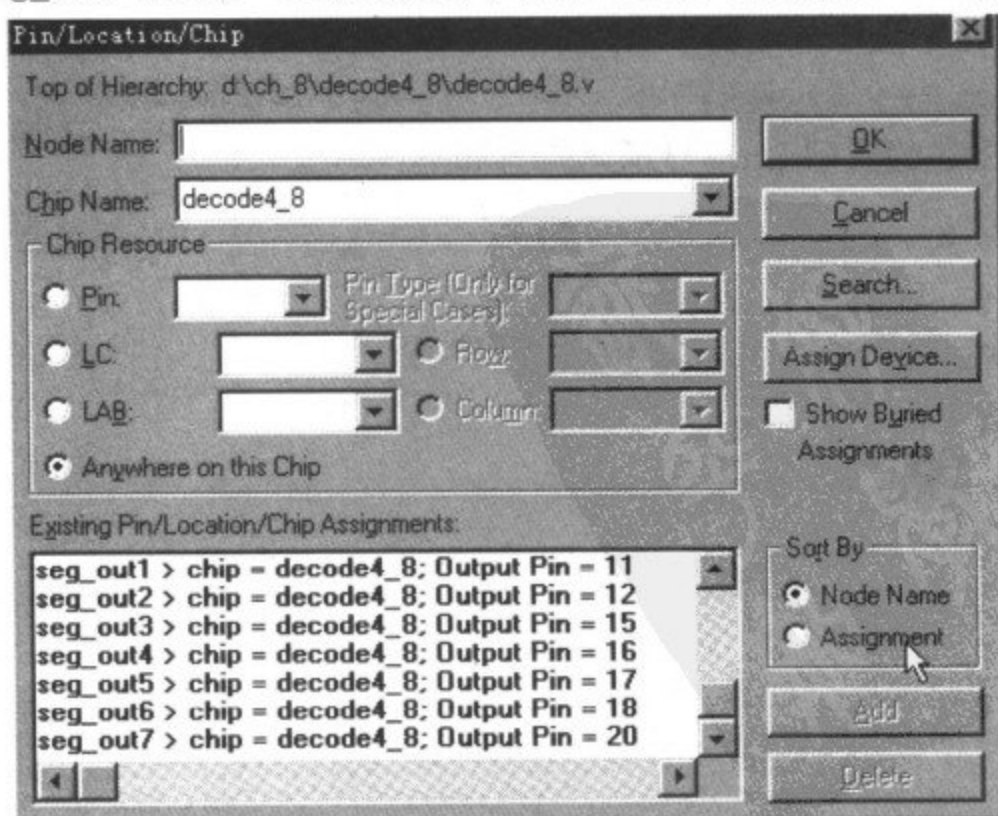 Pin/Location/Chip
Top of Hierarchy: d:\ch_8\decode4_8\decode4_8.v
Node Name:
OK
Chip Name: decode4_8
Cancel
Chip Resource
Pin:
Pin Type (Only for
Special Cases):
Search...
LC:
Row:
Assign Device...
LAB:
Column:
Show Buried
Assignments
Anywhere on this Chip
Existing Pin/Location/Chip Assignments:
seg_out1 > chip = decode4_8; Output Pin = 11
seg_out2 > chip = decode4_8; Output Pin = 12
seg_out3 > chip = decode4_8; Output Pin = 15
seg_out4 > chip = decode4_8; Output Pin = 16
seg_out5 > chip = decode4_8; Output Pin = 17
seg_out6 > chip = decode4_8; Output Pin = 18
seg_out7 > chip = decode4_8; Output Pin = 20
Sort By
Node Name
Assignment
Add
Delete